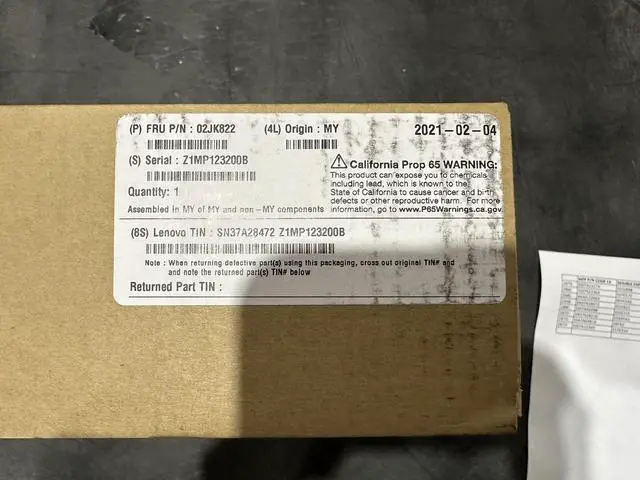 (P) FRU P/N : 02JK822 (4L) Origin : MY 2021-02-04
(S) Serial : Z1MP123200B
California Prop 65 WARNING:
This product can expose you to chemicals
including lead, which is known to the
State of California to cause cancer and birth
defects or other reproductive harm. For more
information, go to www.P65Warnings.ca.gov
Quantity: 1
Assembled in MY of MY and non-MY components
(8S) Lenovo TIN : SN37A28472 Z1MP123200B
Note : When returning defective part(s) using this packaging, cross out original TIN# and
and note the returned part(s) TIN# below
Returned Part TIN :